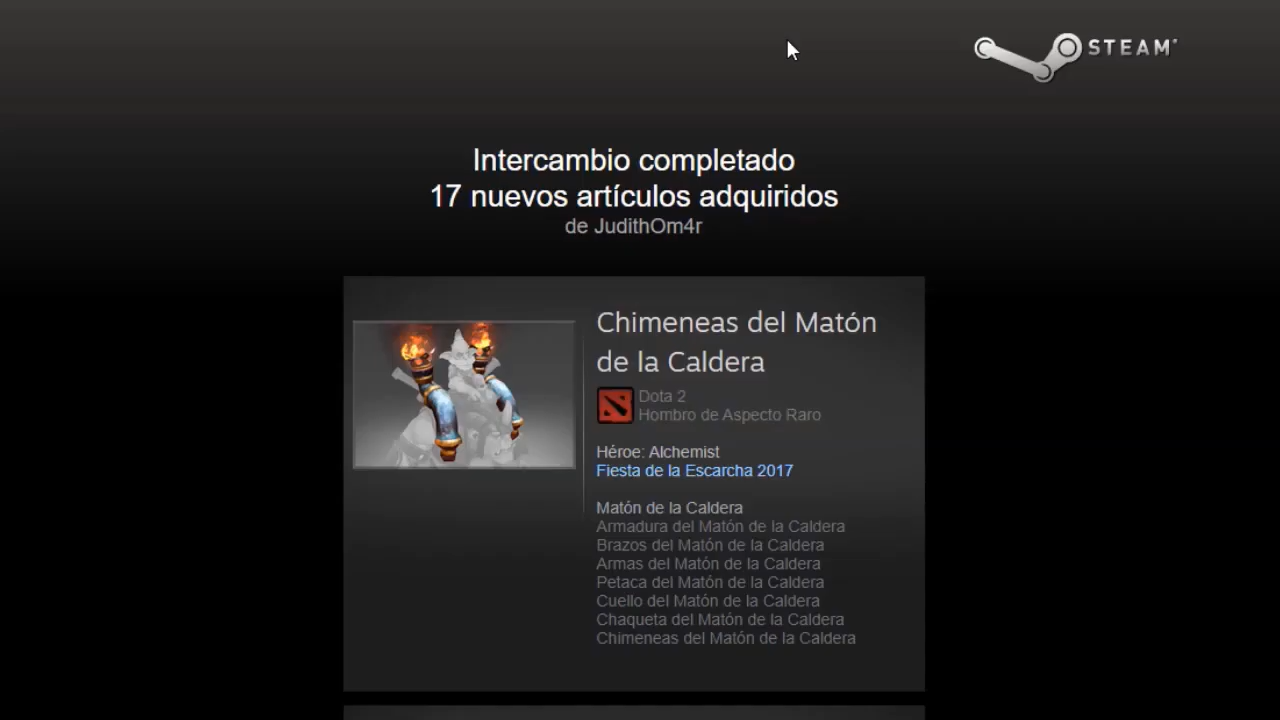 STEAM
Intercambio completado
17 nuevos artículos adquiridos
de JudithOm4r
Chimeneas del Matón
de la Caldera
Dota 2
Hombro de Aspecto Raro
Héroe: Alchemist
Fiesta de la Escarcha 2017
Matón de la Caldera
Armadura del Matón de la Caldera
Brazos del Matón de la Caldera
Armas del Matón de la Caldera
Petaca del Matón de la Caldera
Cuello del Matón de la Caldera
Chaqueta del Matón de la Caldera
Chimeneas del Matón de la Caldera